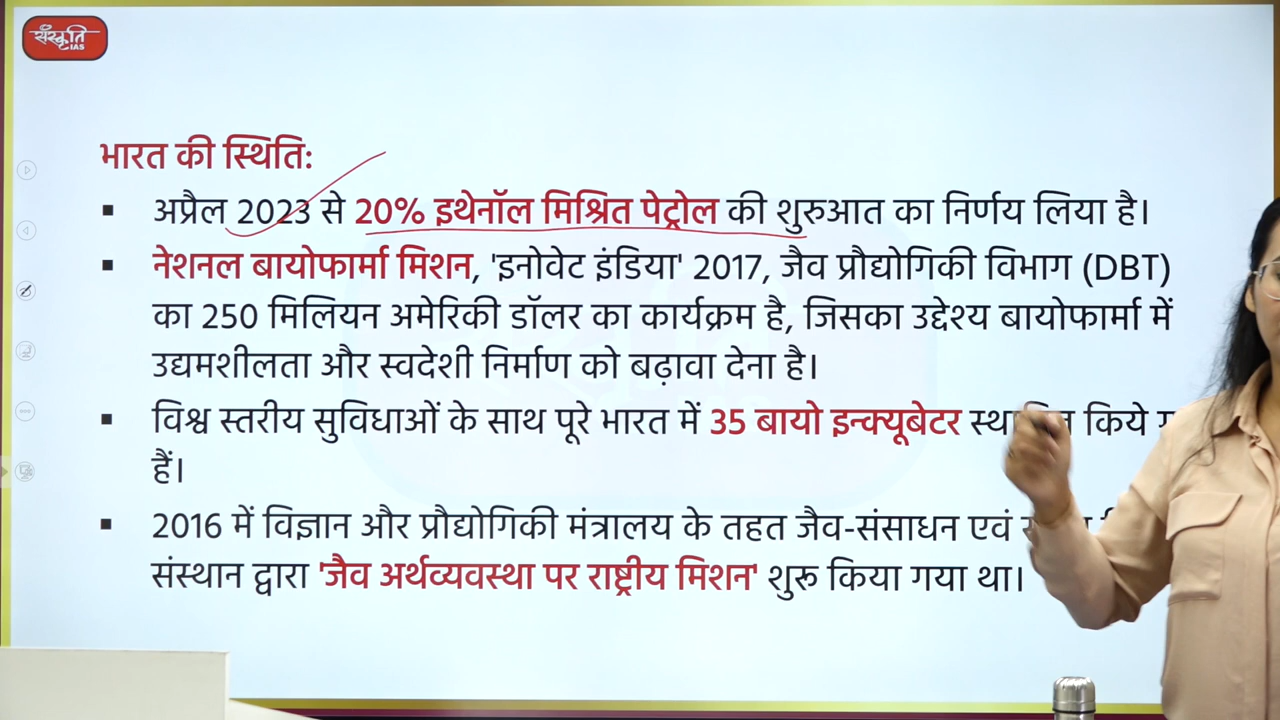 संस्कृति
IAS
भारत की स्थिति:
▪ अप्रैल 2023 से 20% इथेनॉल मिश्रित पेट्रोल की शुरुआत का निर्णय लिया है।
▪ नेशनल बायोफार्मा मिशन, 'इनोवेट इंडिया' 2017, जैव प्रौद्योगिकी विभाग (DBT)
का 250 मिलियन अमेरिकी डॉलर का कार्यक्रम है, जिसका उद्देश्य बायोफार्मा में
उद्यमशीलता और स्वदेशी निर्माण को बढ़ावा देना है।
▪ विश्व स्तरीय सुविधाओं के साथ पूरे भारत में 35 बायो इन्क्यूबेटर किये
हैं।
▪ 2016 में विज्ञान और प्रौद्योगिकी मंत्रालय के तहत जैव-संसाधन एवं
संस्थान द्वारा 'जैव अर्थव्यवस्था पर राष्ट्रीय मिशन' शुरू किया गया था।